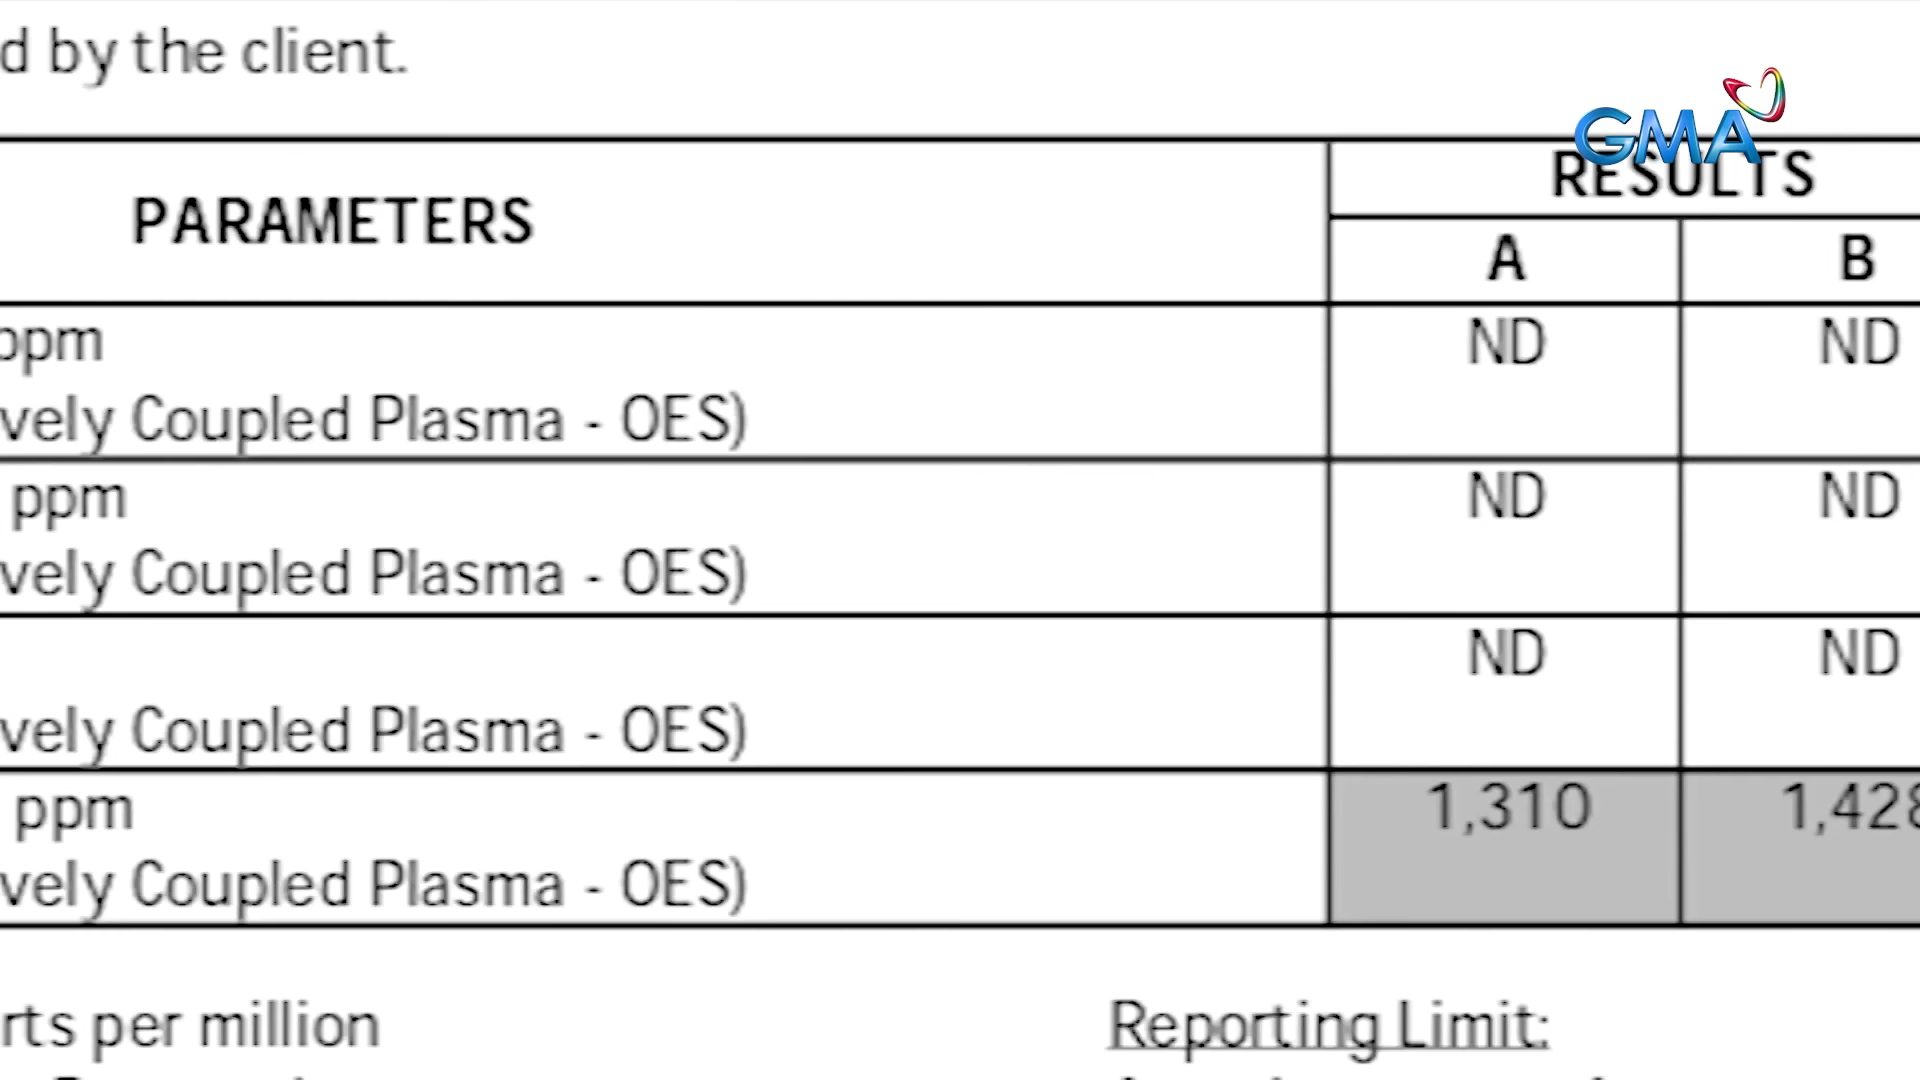 d by the client.
GMA
PARAMETERS
RESULTS
A
B
ppm
ND
ND
vely Coupled Plasma - OES)
ppm
ND
ND
vely Coupled Plasma - OES)
ND
ND
vely Coupled Plasma - OES)
ppm
1,310
1,428
vely Coupled Plasma - OES)
rts per million
Reporting Limit: